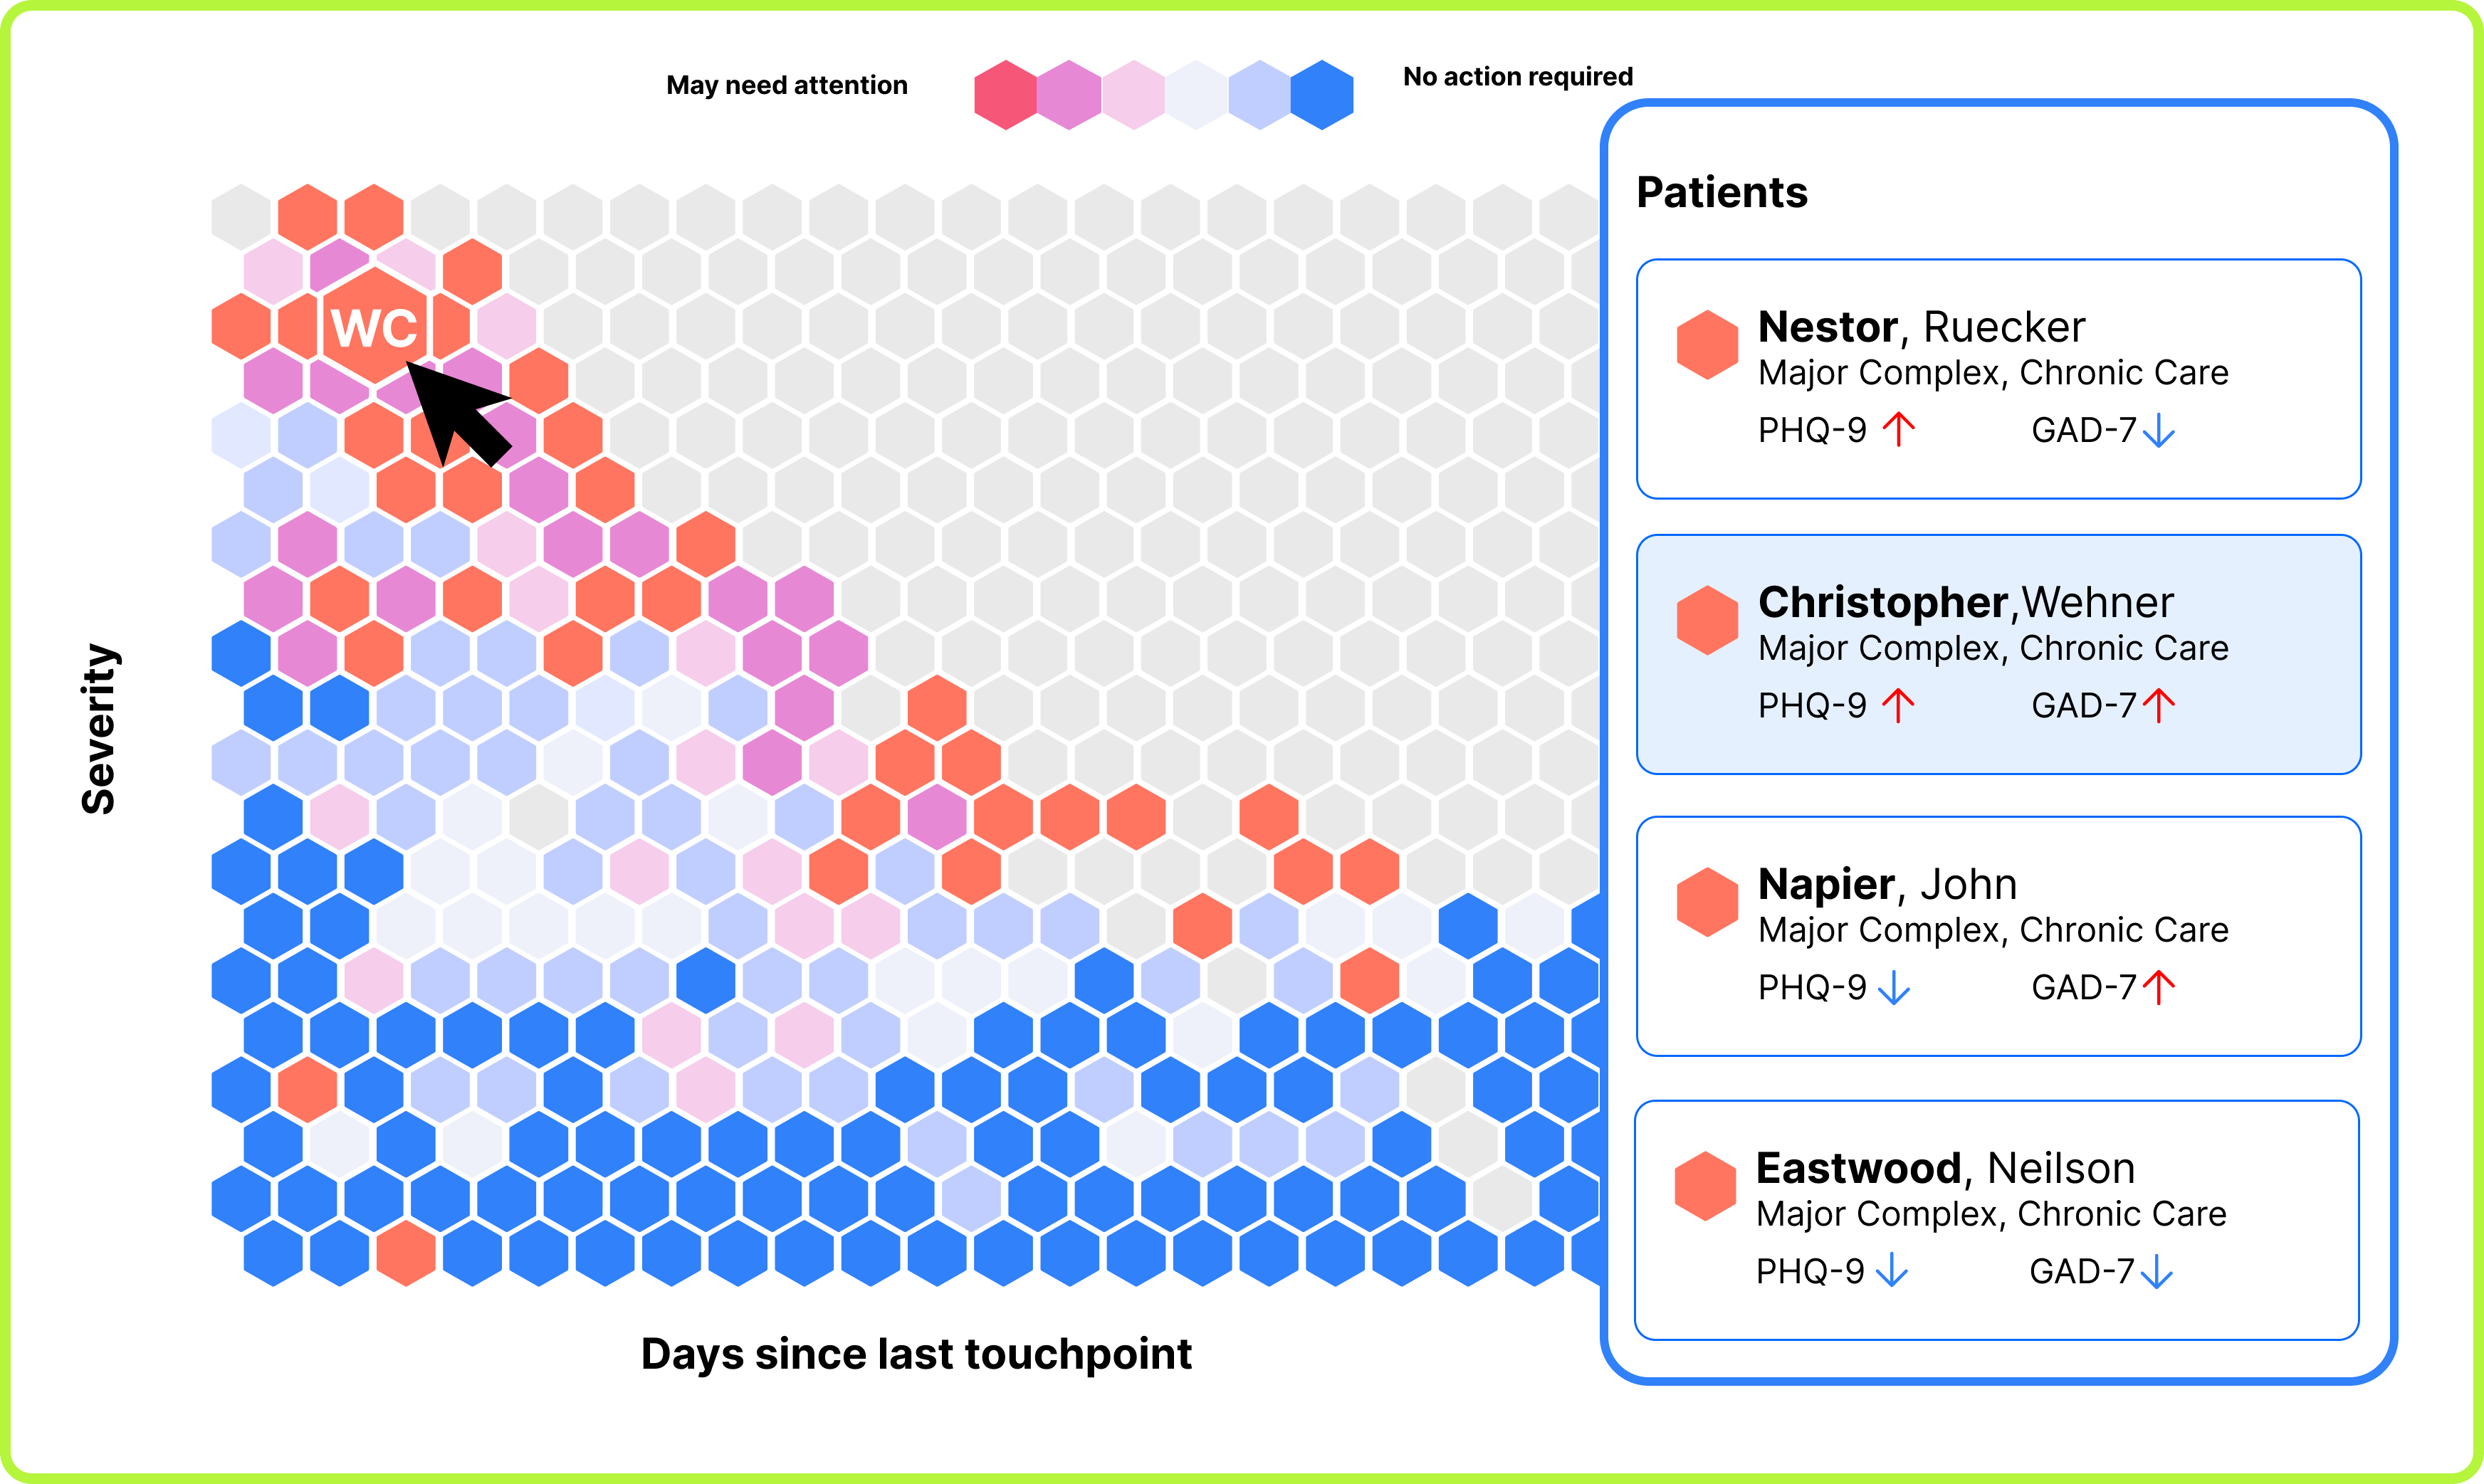 May need attention
No action required
WC
Severity
Days since last touchpoint
Patients
Nestor, Ruecker
Major Complex, Chronic Care
PHQ-9 GAD-7
Christopher,Wehner
Major Complex, Chronic Care
PHQ-9 GAD-7
Napier, John
Major Complex, Chronic Care
PHQ-9 GAD-7
Eastwood, Neilson
Major Complex, Chronic Care
PHQ-9 GAD-7